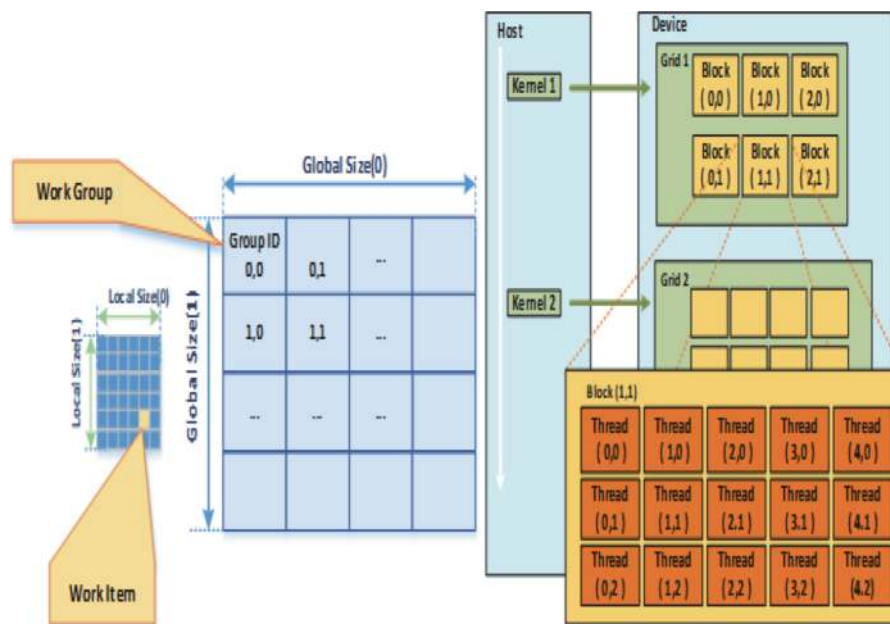 Global Size(0)
Work Group
Group ID
0,0
0,1
...
Local Size(0)
Local Size(1)
Global Size(1)
1,0
1,1
...
...
...
...
Work Item
Host
Device
Kernel 1
Grid 1
Block
( 0,0 )
Block
( 1,0 )
Block
( 2,0 )
Block
( 0,1 )
Block
( 1,1 )
Block
( 2,1 )
Kernel 2
Grid 2
Block (1,1)
Thread
( 0,0 )
Thread
( 1,0 )
Thread
( 2,0 )
Thread
( 3,0 )
Thread
( 4,0 )
Thread
( 0,1 )
Thread
( 1,1 )
Thread
(2.1 )
Thread
(3.1 )
Thread
(4.1 )
Thread
( 0,2 )
Thread
( 1,2 )
Thread
( 2,2 )
Thread
( 3,2 )
Thread
(4.2)